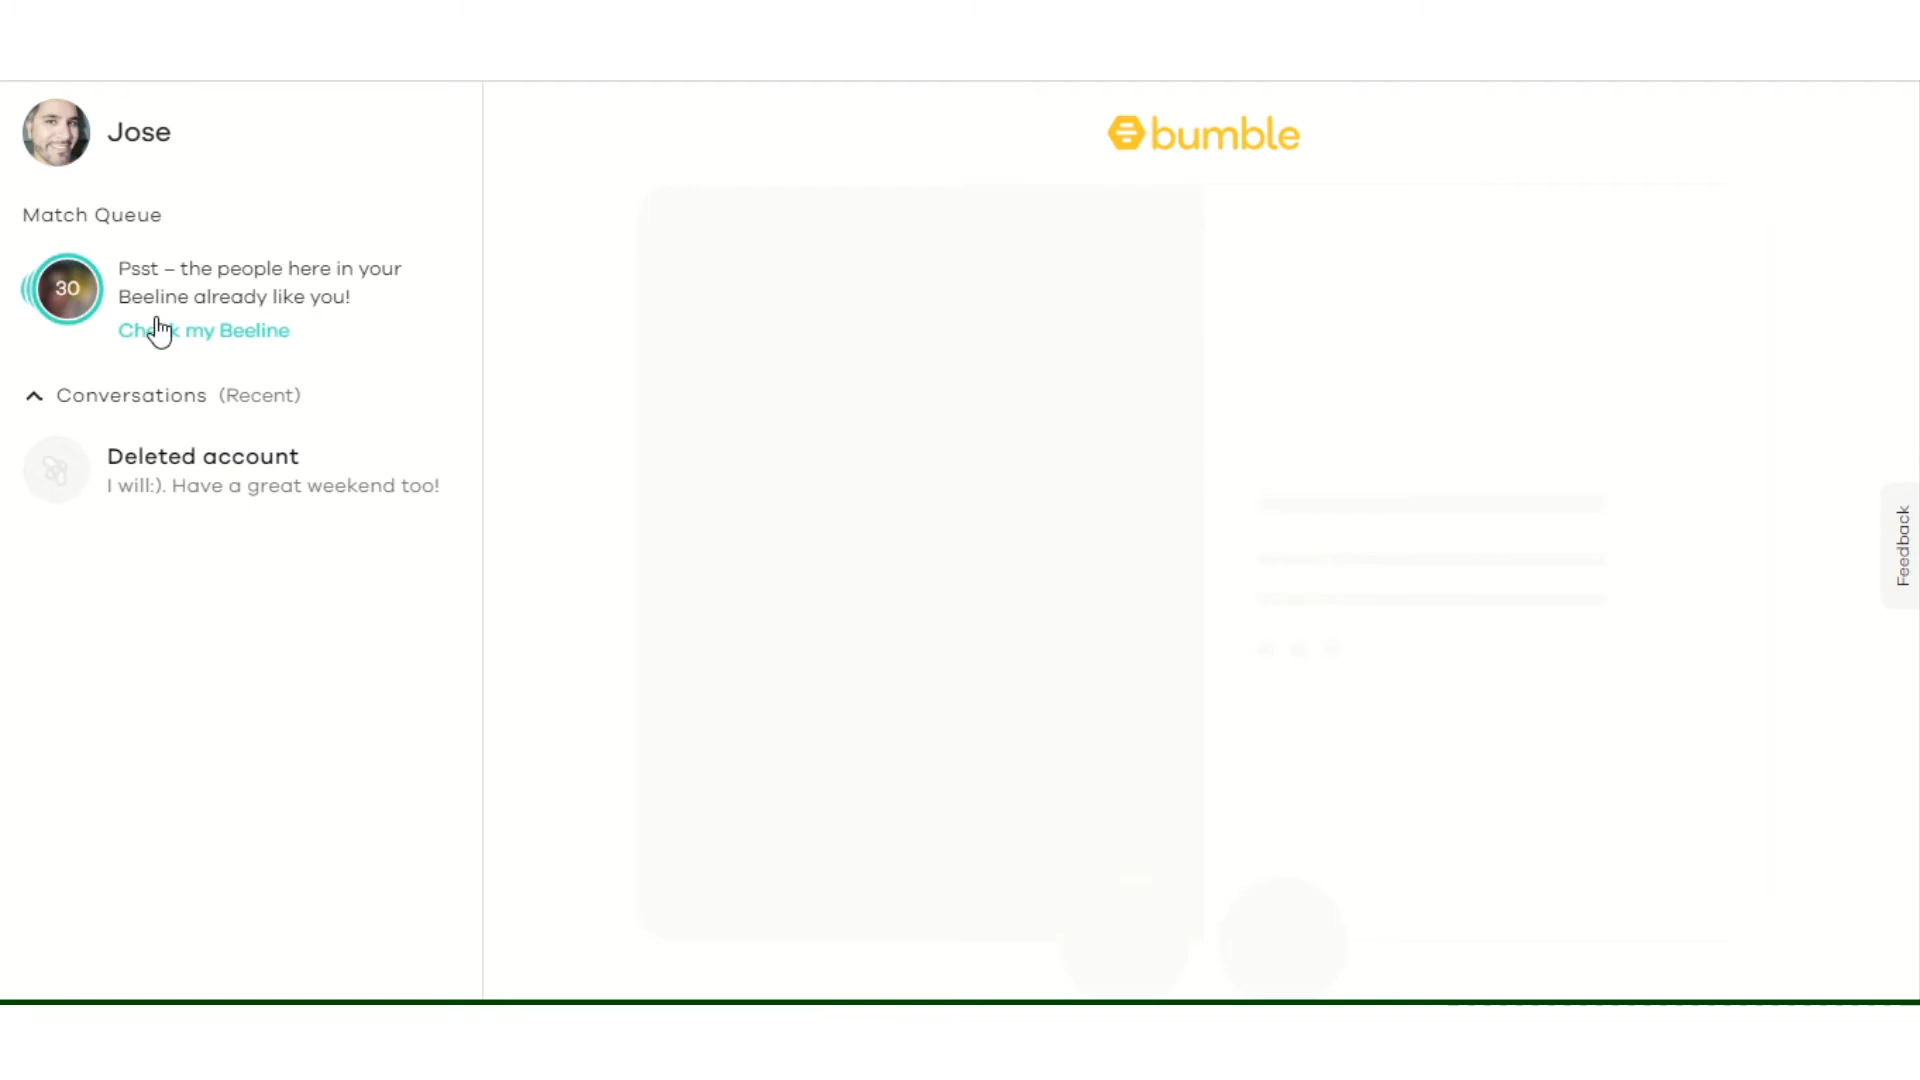 Jose
bumble
Match Queue
30
Psst – the people here in your
Beeline already like you!
Check my Beeline
Conversations (Recent)
Deleted account
I will:). Have a great weekend too!
Feedback